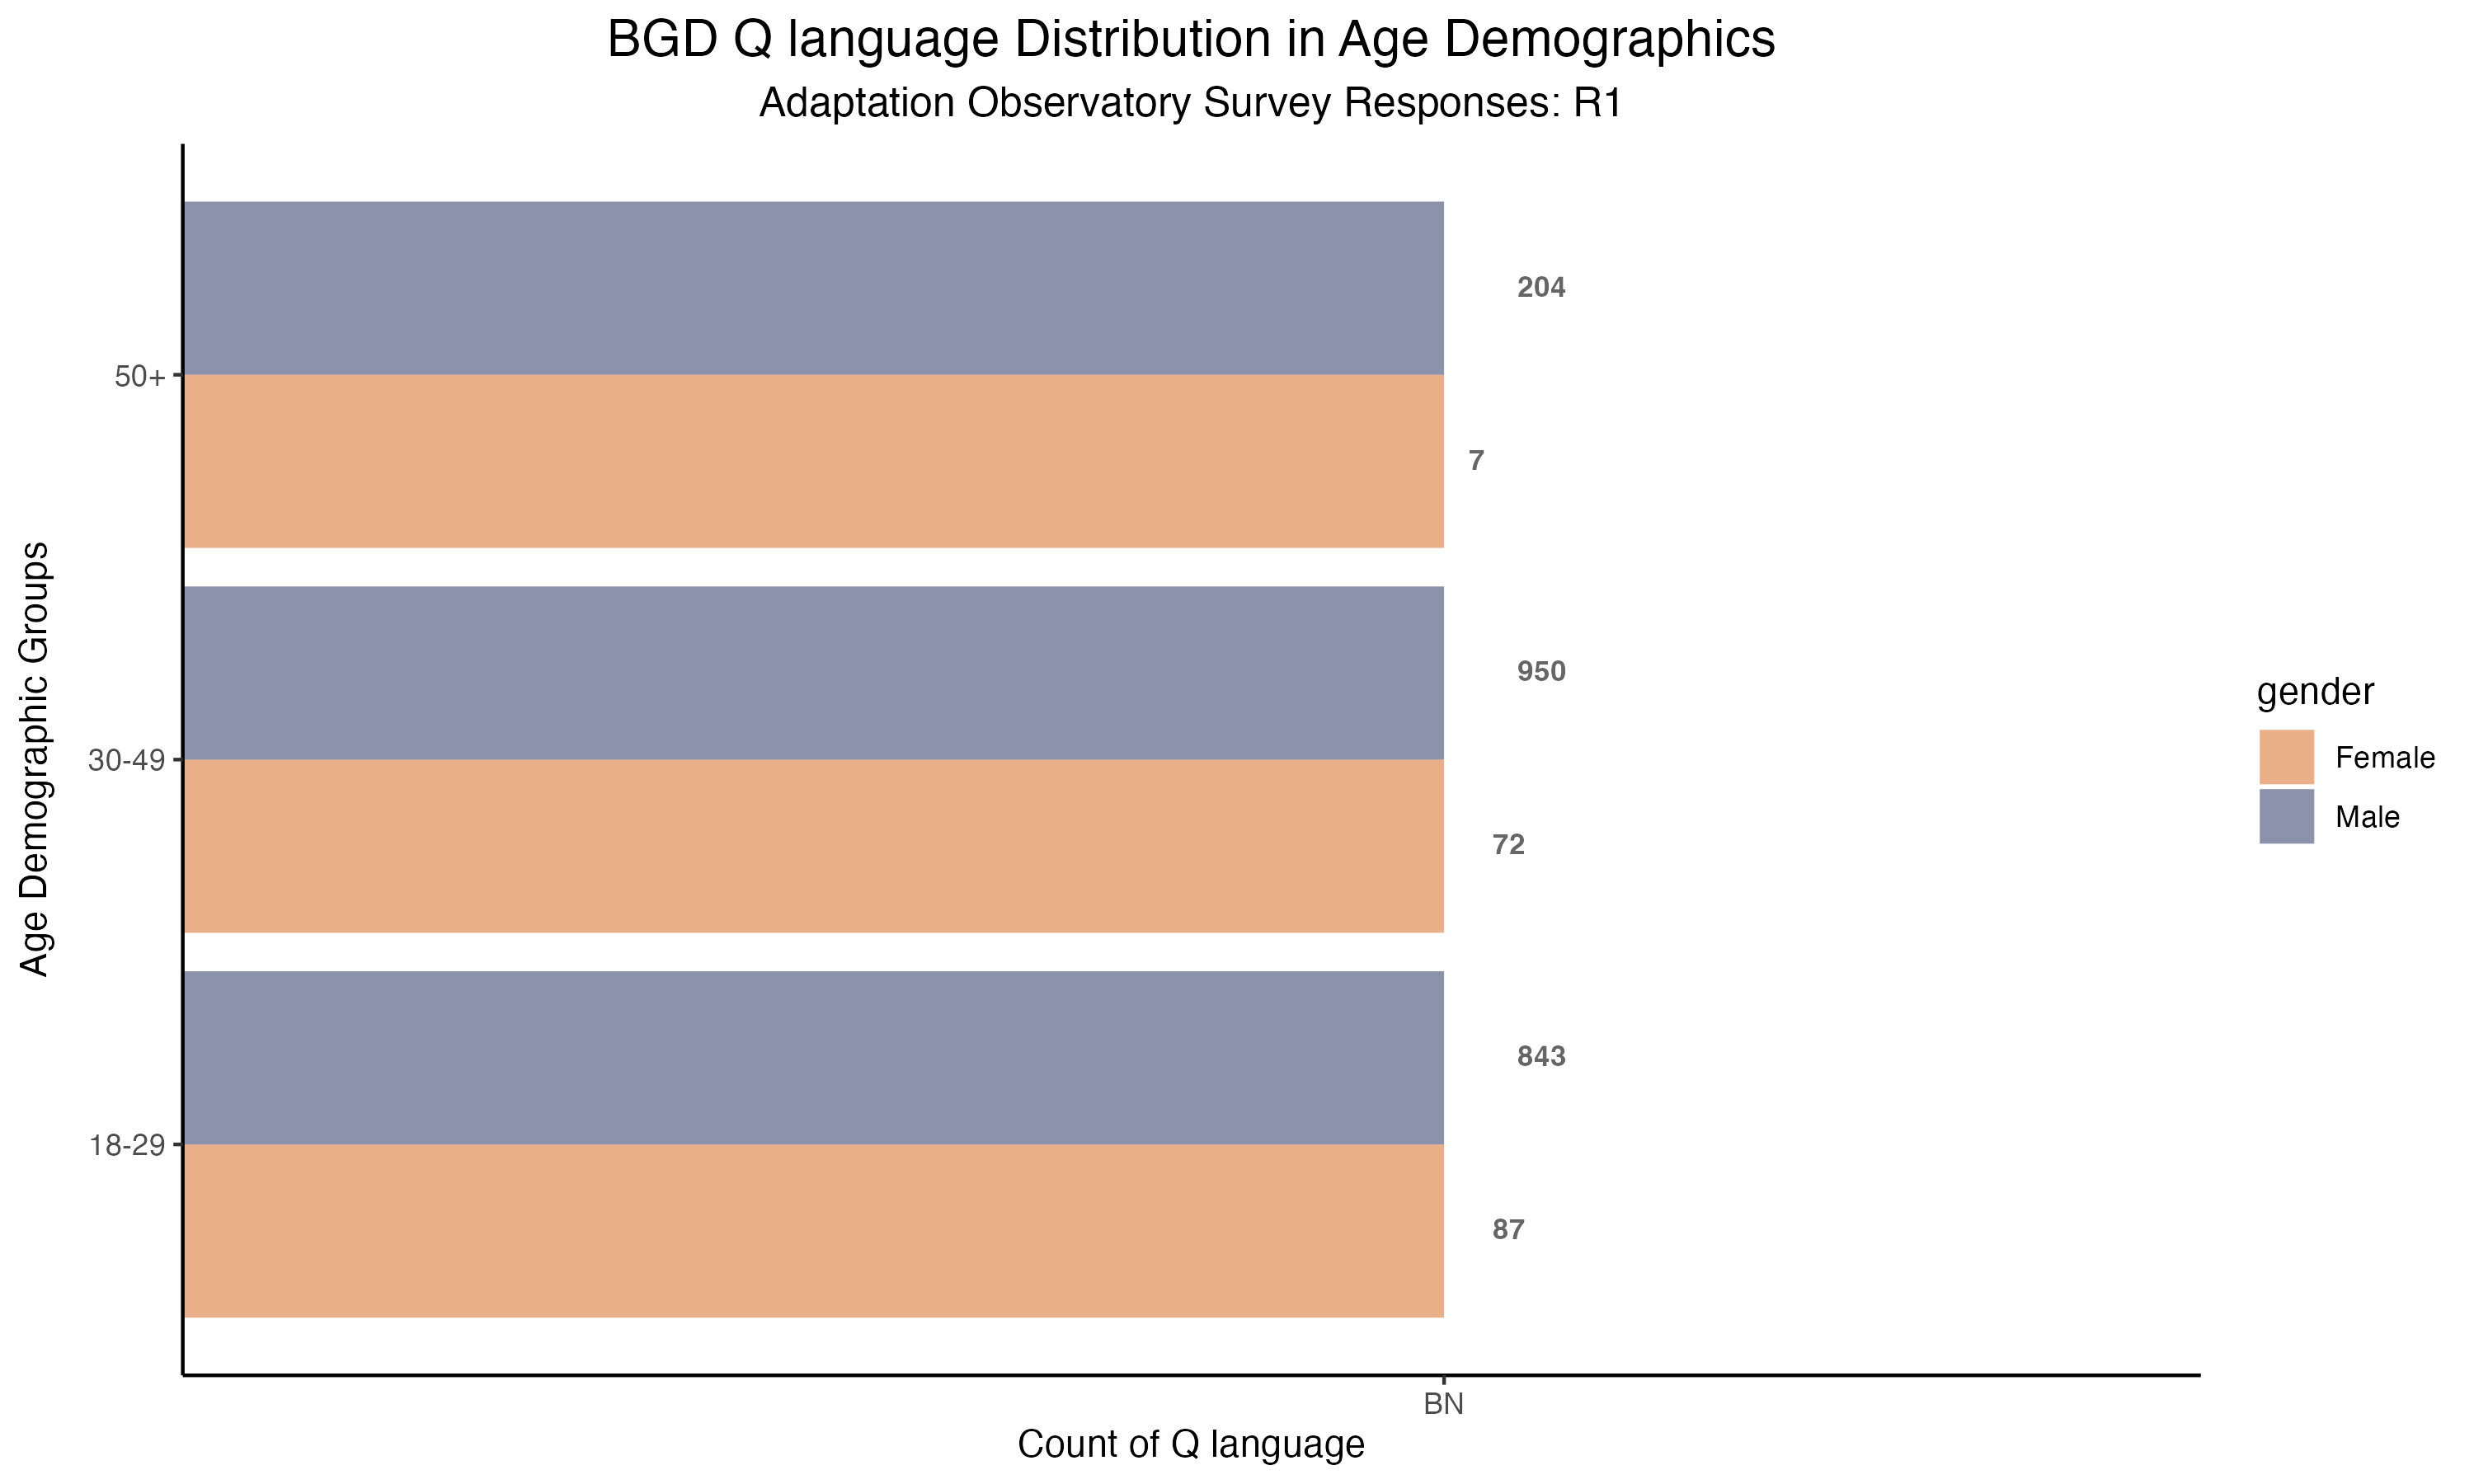 BGD Q language Distribution in Age Demographics
Adaptation Observatory Survey Responses: R1
Age Demographic Groups
50+
204
7
30-49
950
72
18-29
843
87
BN
Count of Q language
gender
Female
Male